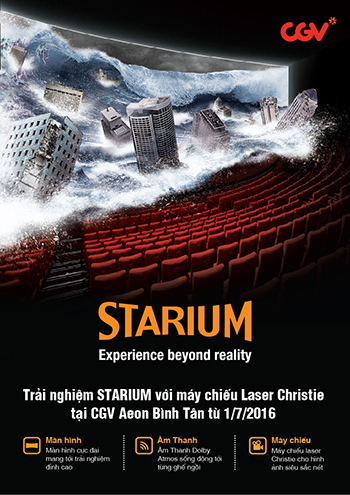 CGV
STARIUM
Experience beyond reality
Trải nghiệm STARIUM với máy chiếu Laser Christie
tại CGV Aeon Bình Tân từ 1/7/2016
Màn hình
Màn hình cực đại
mang tới trải nghiệm
đỉnh cao
Âm Thanh
Âm Thanh Dolby
Atmos sống động tới
từng ghế ngồi
Máy chiếu
Máy chiếu laser
Christie cho hình
ảnh siêu sắc nét